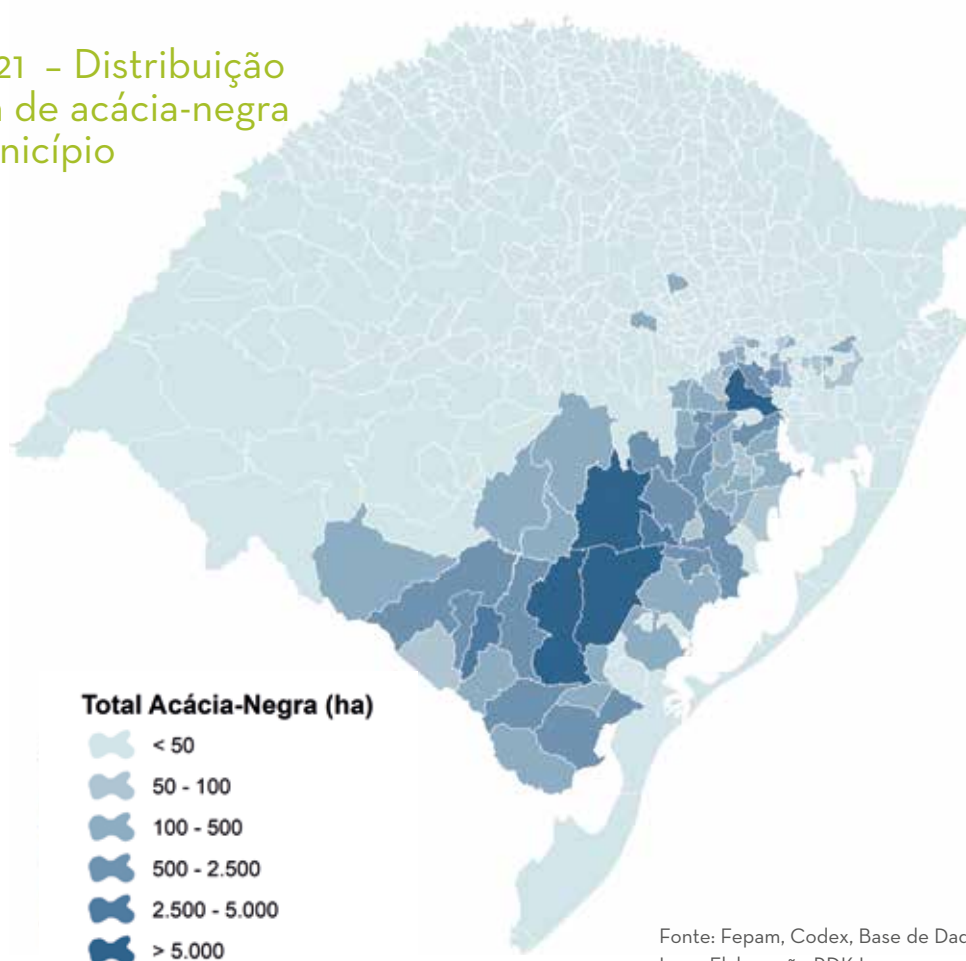 21 – Distribuição
de acácia-negra
nicípio
Total Acácia-Negra (ha)
< 50
50 - 100
100 - 500
500 - 2.500
2.500 - 5.000
> 5.000
Fonte: Fepam, Codex, Base de Dad